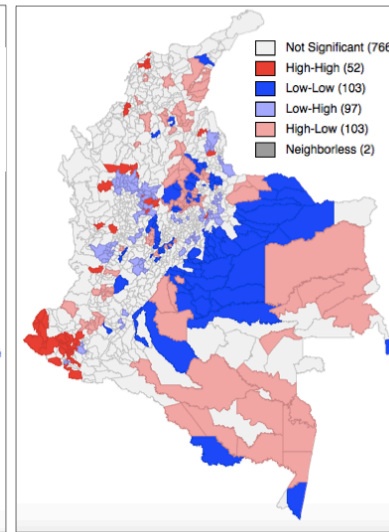 Not Significant (766
High-High (52)
Low-Low (103)
Low-High (97)
High-Low (103)
Neighborless (2)